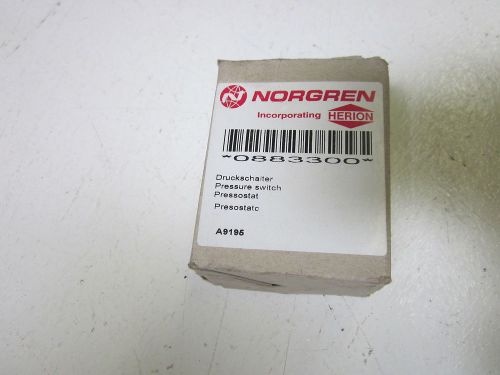 NORGREN
Incorporating HERION
*0883300*
Druckschalter
Pressure switch
Pressostat
Presostato
A9195